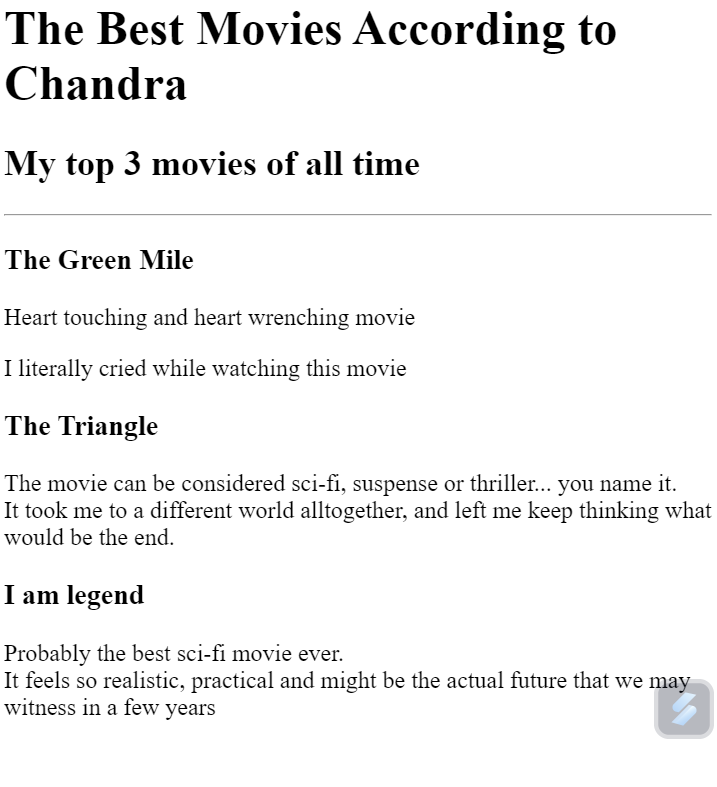 The Best Movies According to
Chandra
My top 3 movies of all time
The Green Mile
Heart touching and heart wrenching movie
I literally cried while watching this movie
The Triangle
The movie can be considered sci-fi, suspense or thriller... you name it.
It took me to a different world alltogether, and left me keep thinking what
would be the end.
I am legend
Probably the best sci-fi movie ever.
It feels so realistic, practical and might be the actual future that we may
witness in a few years